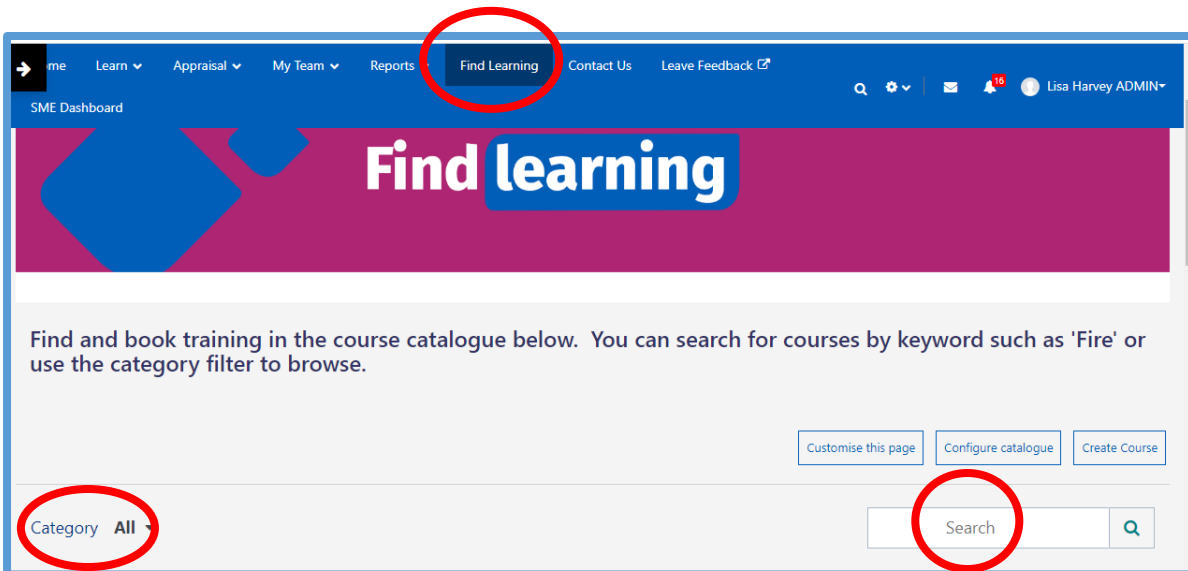 ome Learn Appraisal My Team Reports Find Learning Contact Us Leave Feedback
16 Lisa Harvey ADMIN
SME Dashboard
Find learning
Find and book training in the course catalogue below. You can search for courses by keyword such as 'Fire' or
use the category filter to browse.
Customise this page Configure catalogue Create Course
Category All Search